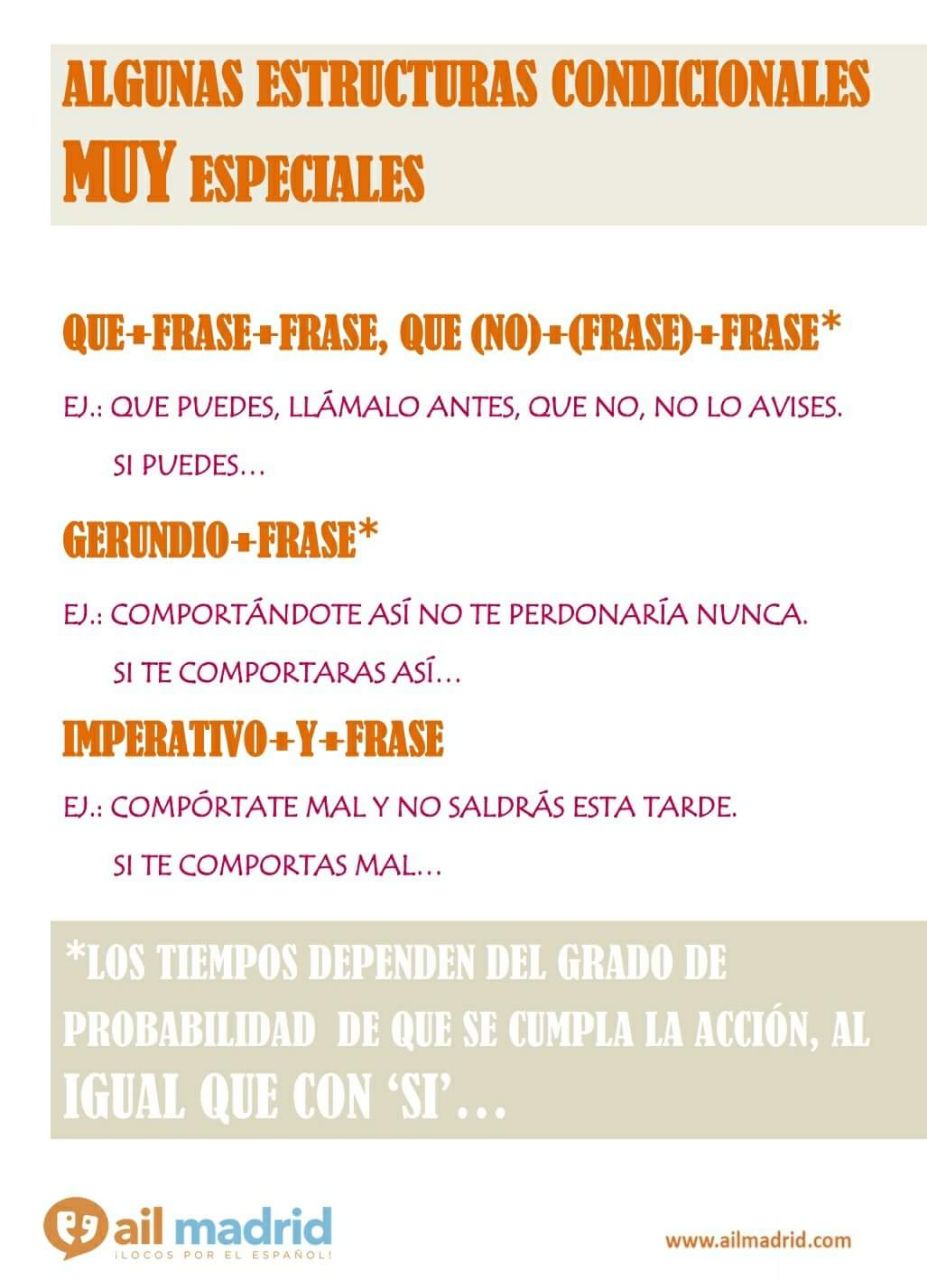 ALGUNAS ESTRUCTURAS CONDICIONALES
MUY ESPECIALES
QUE+FRASE+FRASE, QUE (NO)+(FRASE)+FRASE*
EJ.: QUE PUEDES, LLÁMALO ANTES, QUE NO, NO LO AVISES.
SI PUEDES...
GERUNDIO+FRASE*
EJ.: COMPORTÁNDOTE ASÍ NO TE PERDONARÍA NUNCA.
SI TE COMPORTARAS ASÍ...
IMPERATIVO+Y+FRASE
EJ.: COMPÓRTATE MAL Y NO SALDRÁS ESTA TARDE.
SI TE COMPORTAS MAL...
*LOS TIEMPOS DEPENDEN DEL GRADO DE
PROBABILIDAD DE QUE SE CUMPLA LA ACCIÓN, AL
IGUAL QUE CON ‘SI’...
ail madrid
¡LOCOS POR EL ESPAÑOL!
www.ailmadrid.com